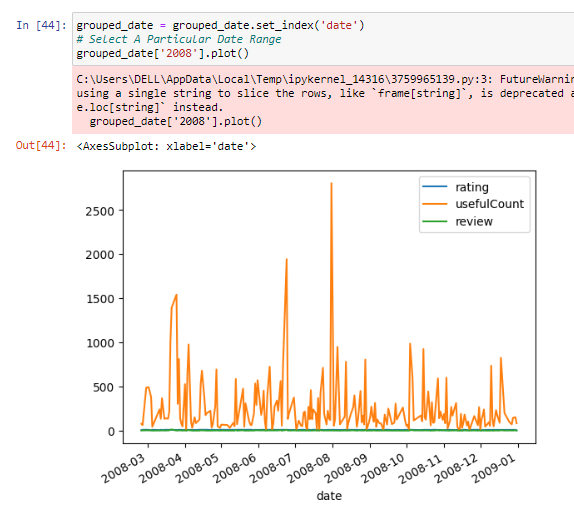 In [44]: grouped_date = grouped_date.set_index('date')
# Select A Particular Date Range
grouped_date['2008'].plot()
C:\Users\DELL\AppData\Local\Temp\ipykernel_14316\3759965139.py:3: FutureWarnin
using a single string to slice the rows, like `frame[string]`, is deprecated a
e.loc[string]` instead.
grouped_date['2008'].plot()
Out[44]: <AxesSubplot: xlabel='date'>
rating
usefulCount
review
2500
2000
1500
1000
500
0
2008-03 2008-04 2008-05 2008-06 2008-07 2008-08 2008-09 2008-10 2008-11 2008-12 2009-01
date